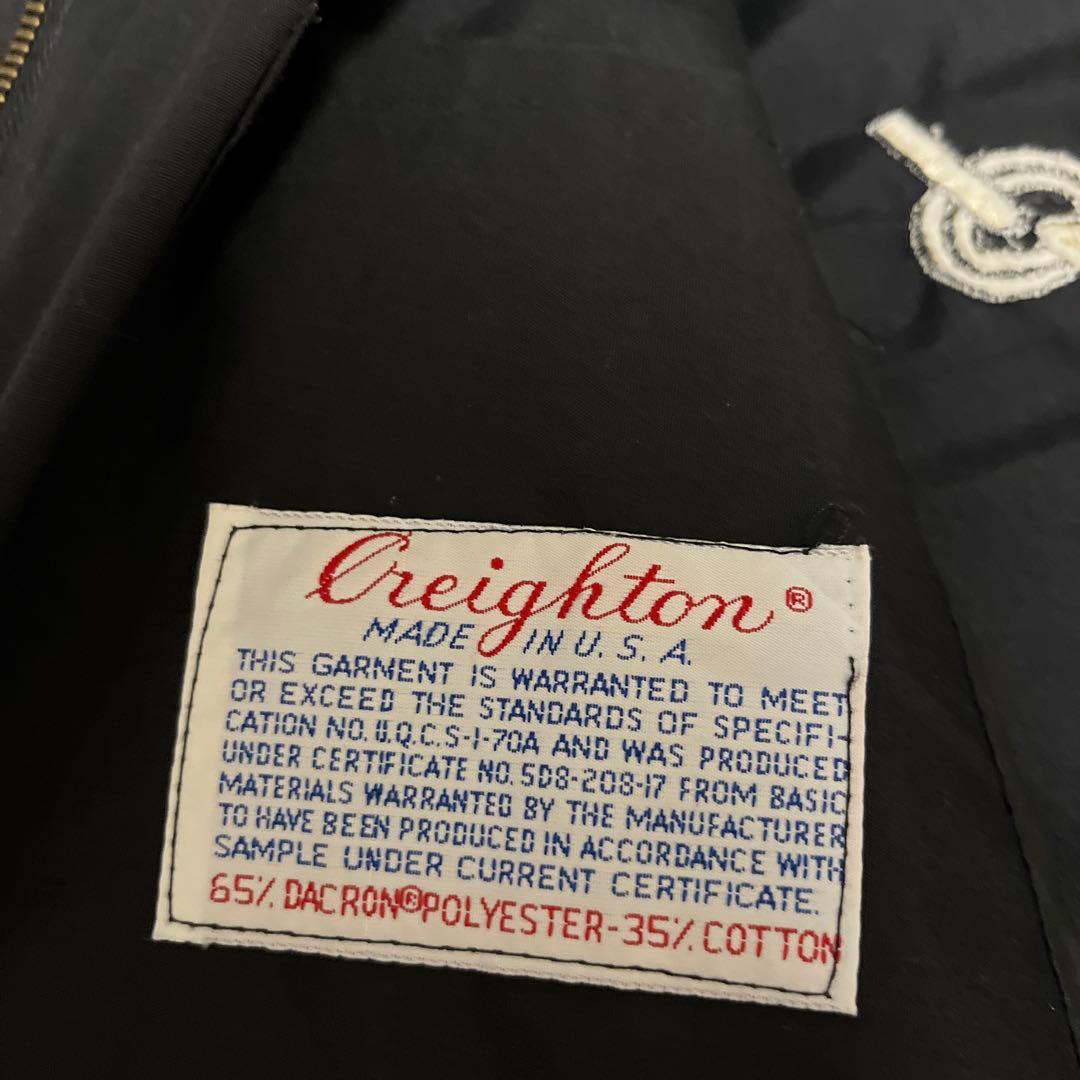 Creighton®
MADE IN U.S.A.
THIS GARMENT IS WARRANTED TO MEET
OR EXCEED THE STANDARDS OF SPECIFI-
CATION NO. U.Q.C.S-1-70A AND WAS PRODUCED
UNDER CERTIFICATE NO. 5D8-208-17 FROM BASIC
MATERIALS WARRANTED BY THE MANUFACTURER
TO HAVE BEEN PRODUCED IN ACCORDANCE WITH
SAMPLE UNDER CURRENT CERTIFICATE.
65% DACRON® POLYESTER-35% COTTON